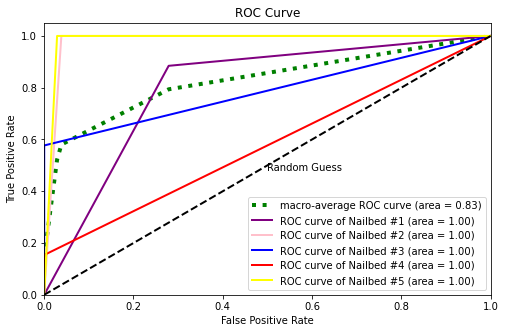 ROC Curve
True Positive Rate
1.0
0.8
0.6
0.4
0.2
0.0
Random Guess
macro-average ROC curve (area = 0.83)
ROC curve of Nailbed #1 (area = 1.00)
ROC curve of Nailbed #2 (area = 1.00)
ROC curve of Nailbed #3 (area = 1.00)
ROC curve of Nailbed #4 (area = 1.00)
ROC curve of Nailbed #5 (area = 1.00)
0.0 0.2 0.4 0.6 0.8 1.0
False Positive Rate